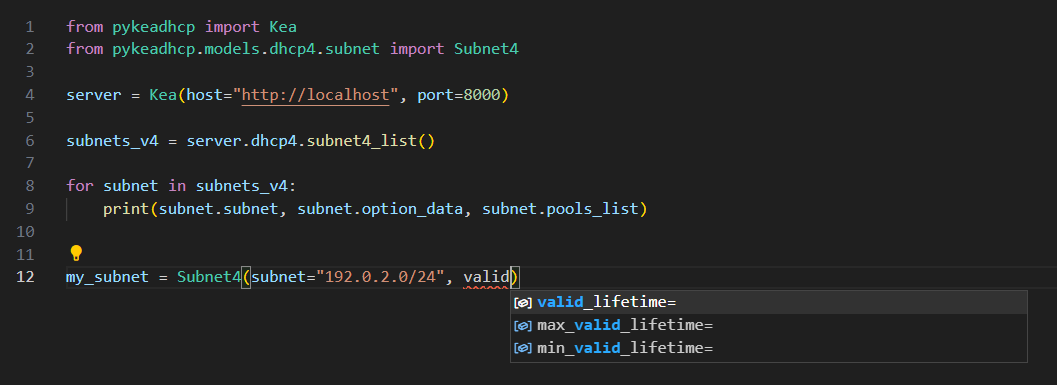 1 from pykeadhcp import Kea
2 from pykeadhcp.models.dhcp4.subnet import Subnet4
3
4 server = Kea(host="http://localhost", port=8000)
5
6 subnets_v4 = server.dhcp4.subnet4_list()
7
8 for subnet in subnets_v4:
9     print(subnet.subnet, subnet.option_data, subnet.pools_list)
10
11
12 my_subnet = Subnet4(subnet="192.0.2.0/24", valid)
valid_lifetime=
max_valid_lifetime=
min_valid_lifetime=